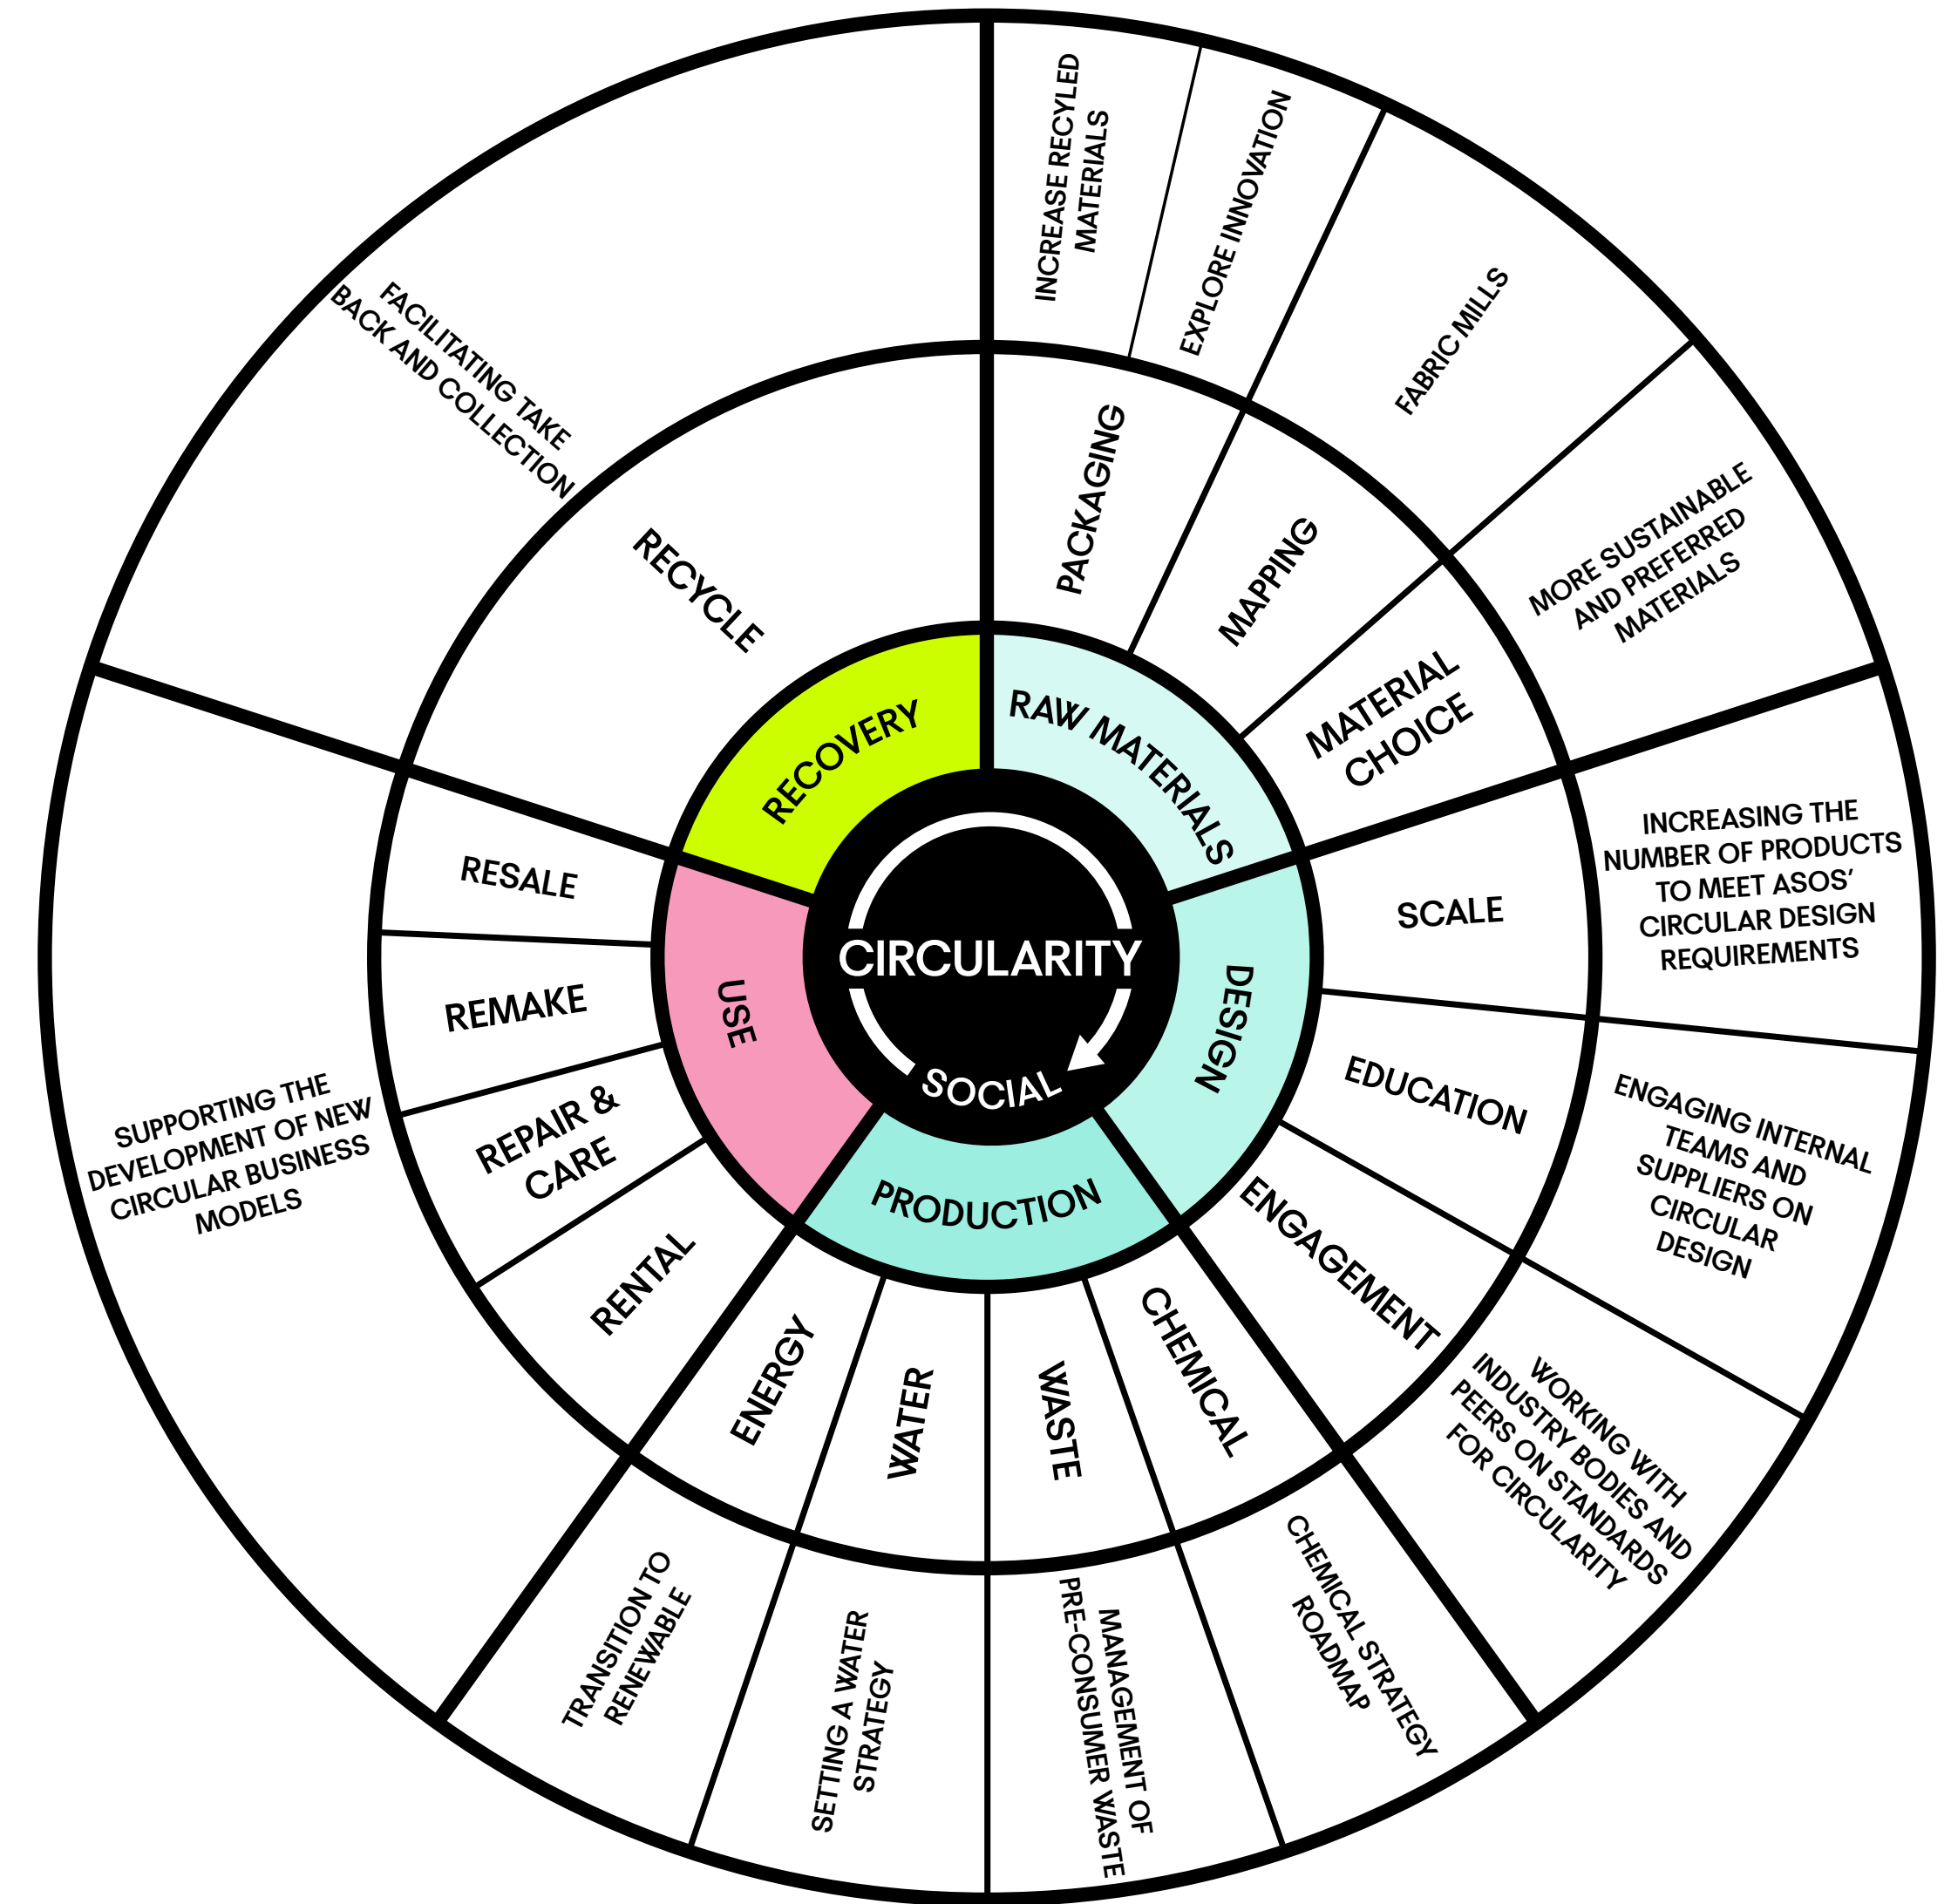 CIRCULARITY
SOCIAL
RAW MATERIALS
PACKAGING
INCREASE RECYLED
MATERIALS
EXPLORE INNOVATION
MAPPING
FABRIC MILLS
MATERIAL
CHOICE
MORE SUSTAINABLE
AND PREFERRED
MATERIALS
DESIGN
SCALE
INCREASING THE
NUMBER OF PRODUCTS
TO MEET ASOS’
CIRCULAR DESIGN
REQUIREMENTS
EDUCATION
ENGAGING INTERNAL
TEAMS AND
SUPPLIERS ON
CIRCULAR
DESIGN
ENGAGEMENT
WORKING WITH
INDUSTRY BODIES AND
PEERS ON STANDARDS
FOR CIRCULARITY
PRODUCTION
CHEMICAL
CHEMICAL STRATEGY
ROADMAP
WASTE
MANAGEMENT OF
PRE-CONSUMER WASTE
WATER
SETTING A WATER
STRATEGY
ENERGY
TRANSITION TO
RENEWABLE
USE
RENTAL
REPAIR &
CARE
REMAKE
RESALE
SUPPORTING THE
DEVELOPMENT OF NEW
CIRCULAR BUSINESS
MODELS
RECOVERY
RECYCLE
FACILITATING TAKE
BACK AND COLLECTION